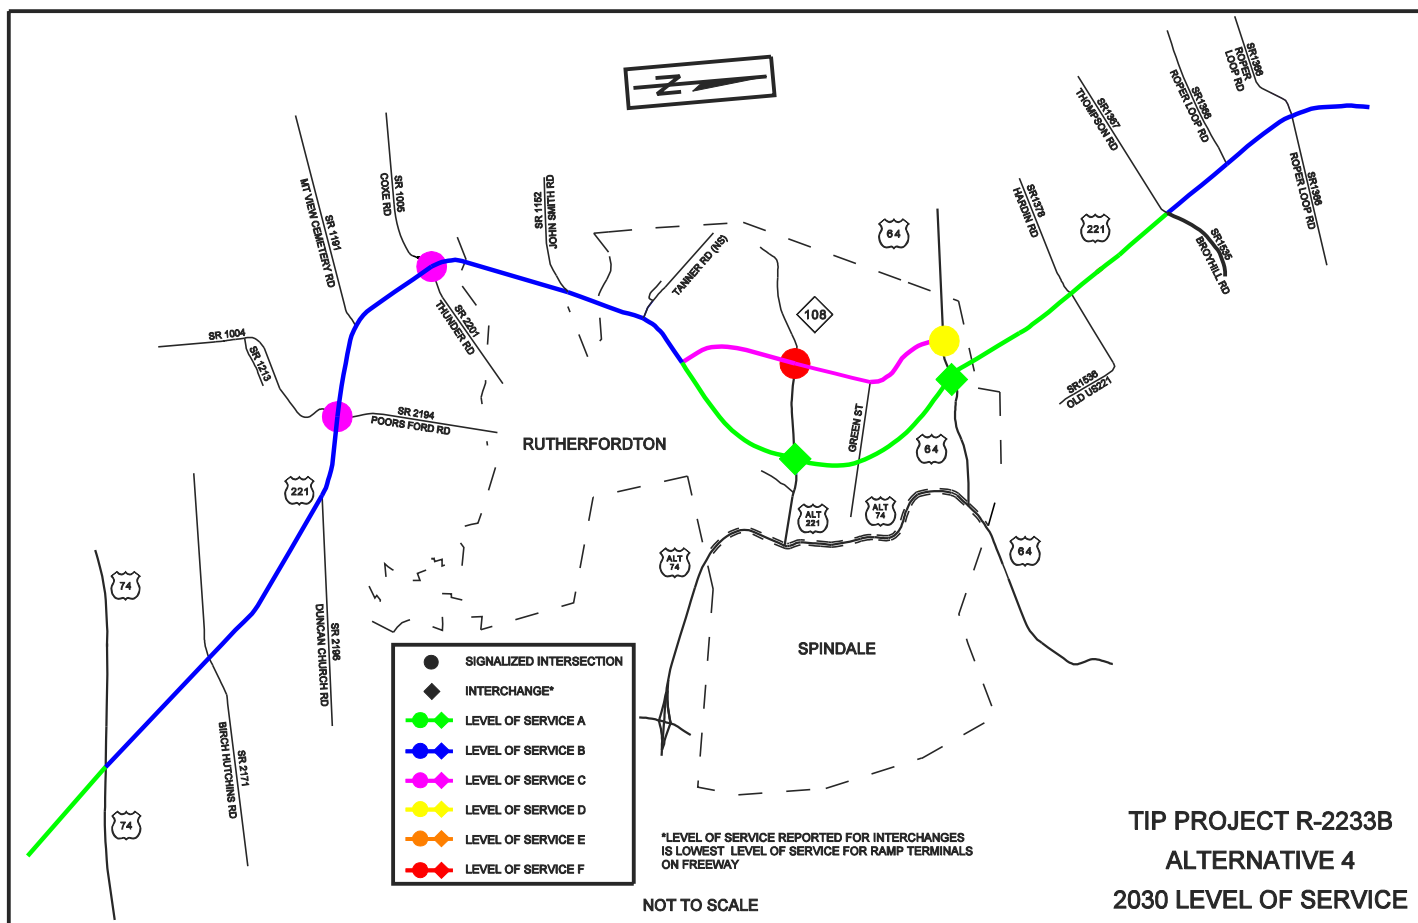 N
SR1366
ROPER
LOOP RD
SR1366
ROPER LOOP RD
SR1367
THOMPSON RD
SR1366
ROPER LOOP RD
SR 1191
MT VIEW CEMETERY RD
SR 1005
COXE RD
SR 1152
JOHN SMITH RD
TANNER RD (NS)
64
SR1378
HARDIN RD
221
SR1535
BROYHILL RD
108
SR 2201
THUNDER RD
SR 1004
SR 1213
SR1536
OLD US221
SR 2194
POORS FORD RD
RUTHERFORDTON
GREEN ST
64
221
ALT
221
ALT
74
64
ALT
74
74
SR 2196
DUNCAN CHURCH RD
SPINDALE
SR 2171
BIRCH HUTCHINS RD
74
SIGNALIZED INTERSECTION
INTERCHANGE*
LEVEL OF SERVICE A
LEVEL OF SERVICE B
LEVEL OF SERVICE C
LEVEL OF SERVICE D
LEVEL OF SERVICE E
LEVEL OF SERVICE F
*LEVEL OF SERVICE REPORTED FOR INTERCHANGES
IS LOWEST LEVEL OF SERVICE FOR RAMP TERMINALS
ON FREEWAY
NOT TO SCALE
TIP PROJECT R-2233B
ALTERNATIVE 4
2030 LEVEL OF SERVICE